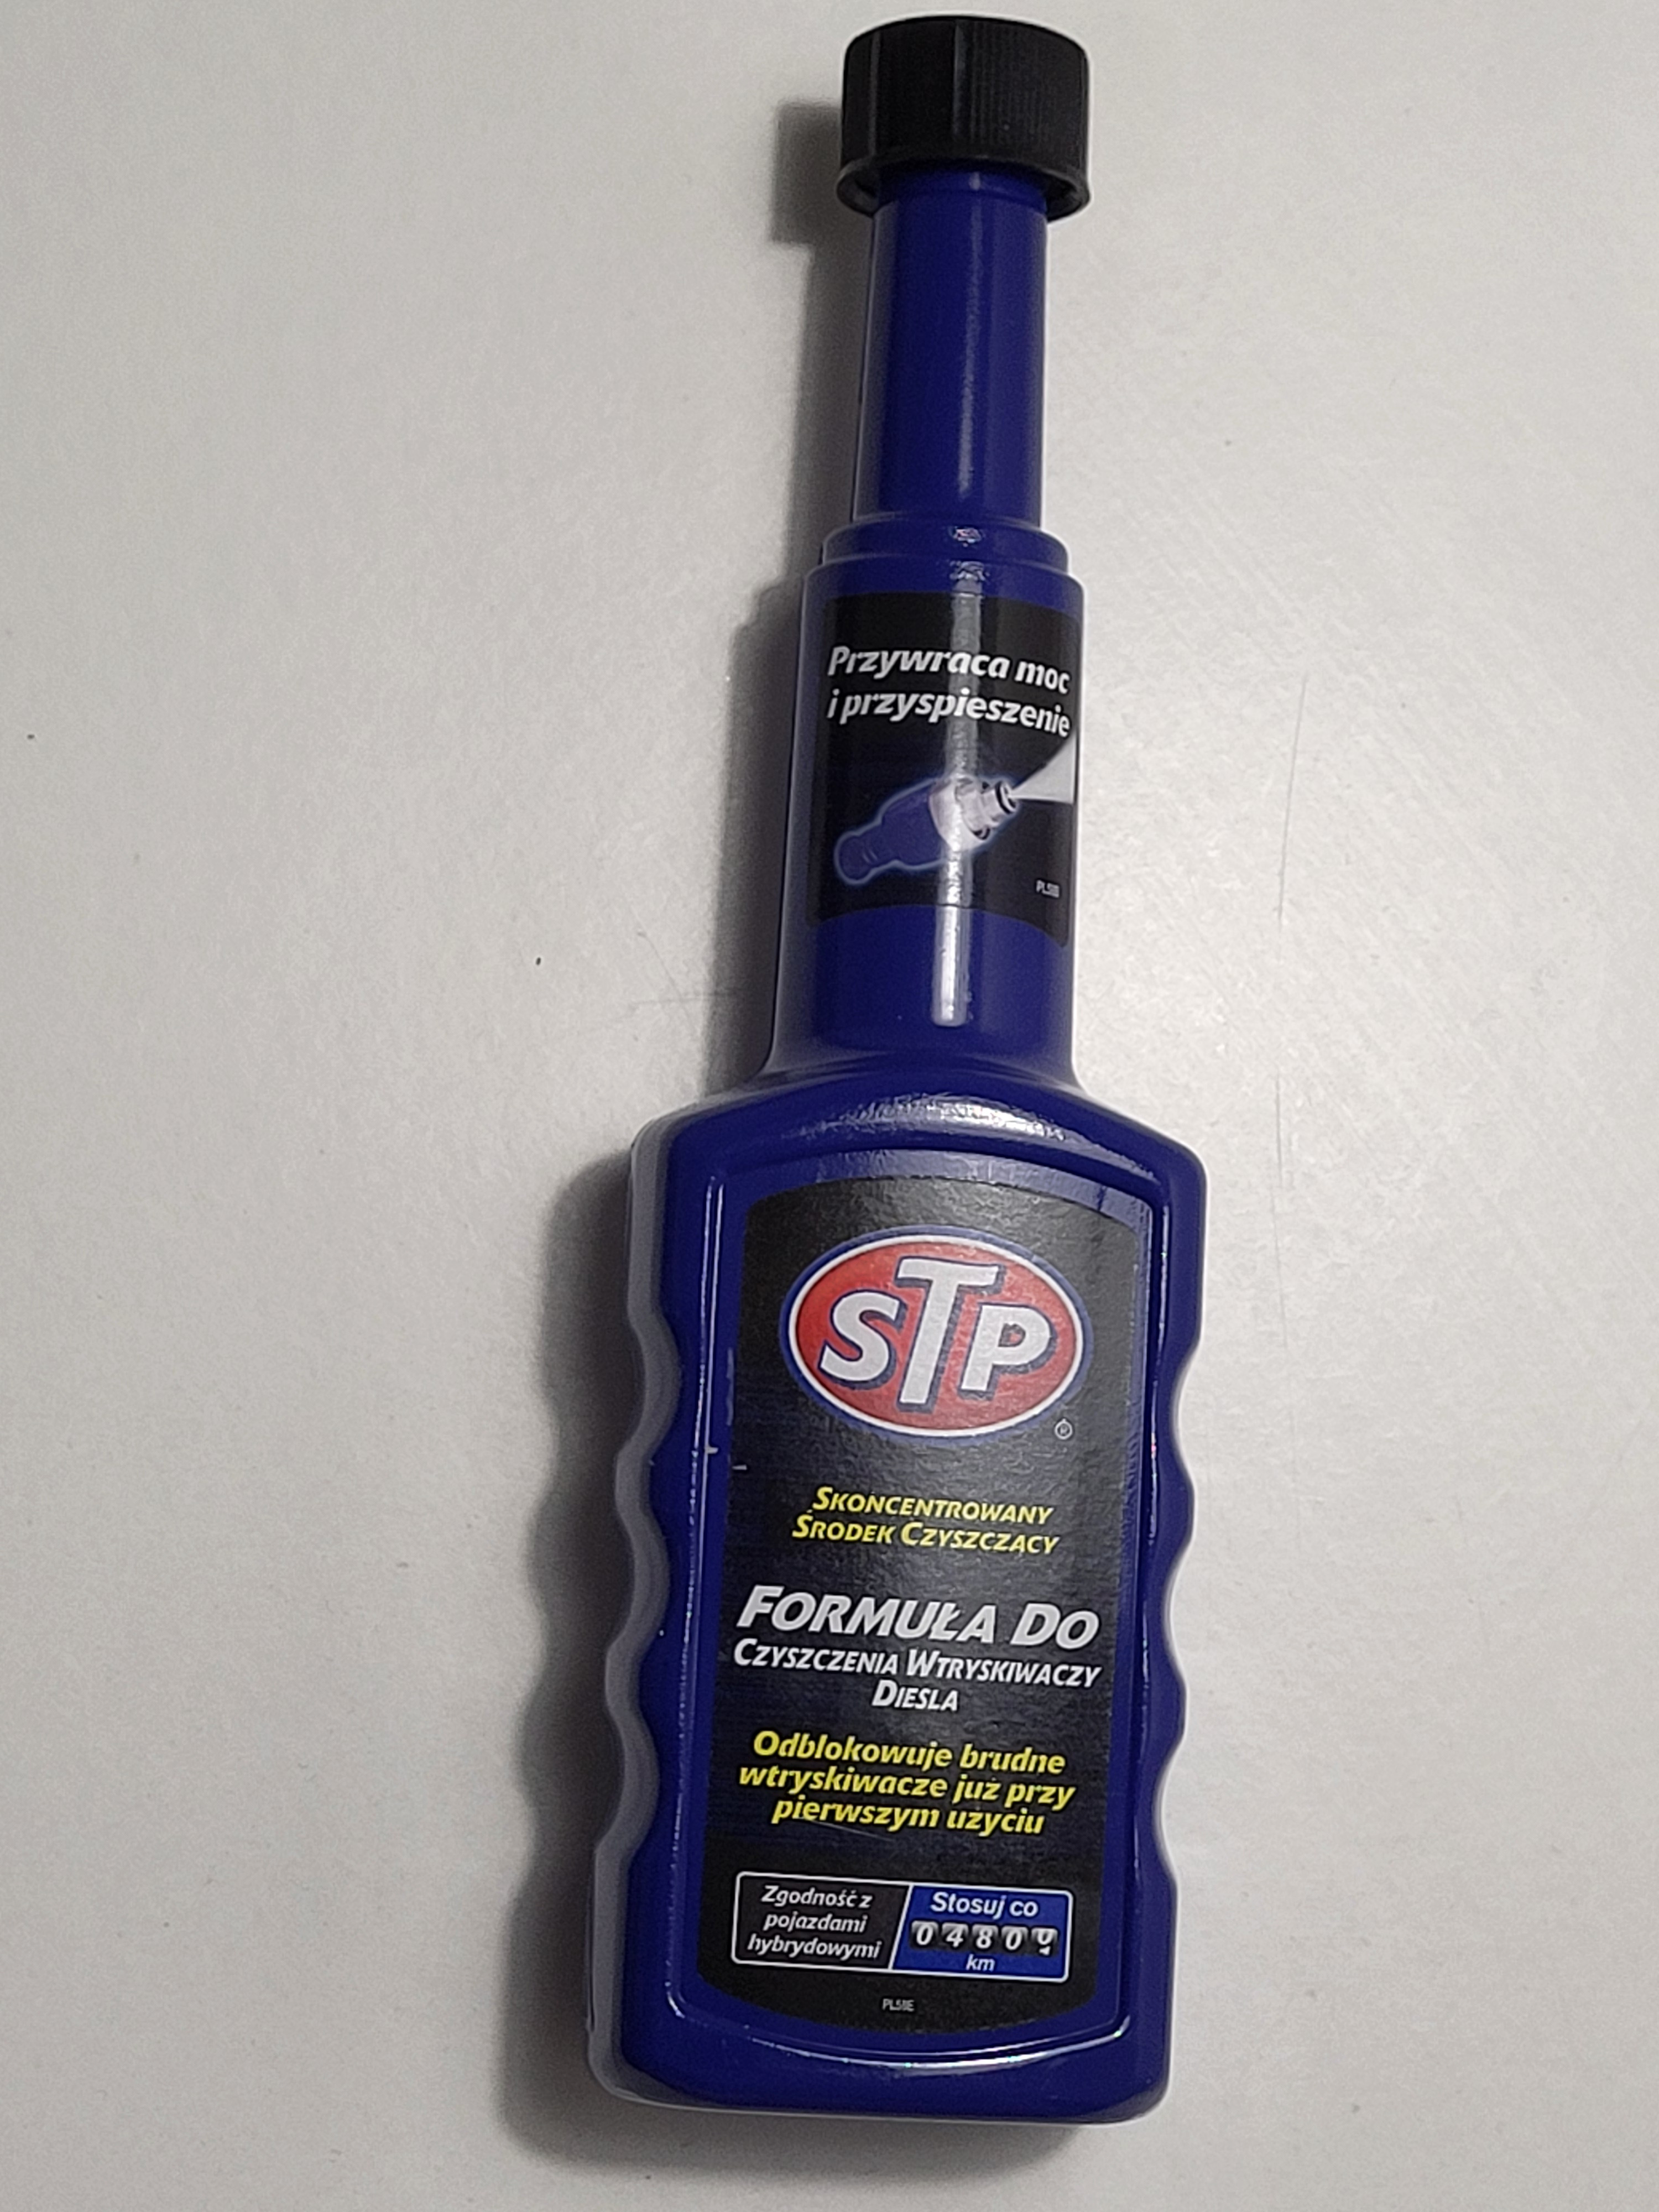 Przywraca moc
i przyspieszenie
STP
®
SKONCENTROWANY
ŚRODEK CZYSZCZĄCY
FORMUŁA DO
CZYSZCZENIA WTRYSKIWACZY
DIESLA
Odblokowuje brudne
wtryskiwacze już przy
pierwszym użyciu
Zgodność z
pojazdami
hybrydowymi
Stosuj co
04800
km